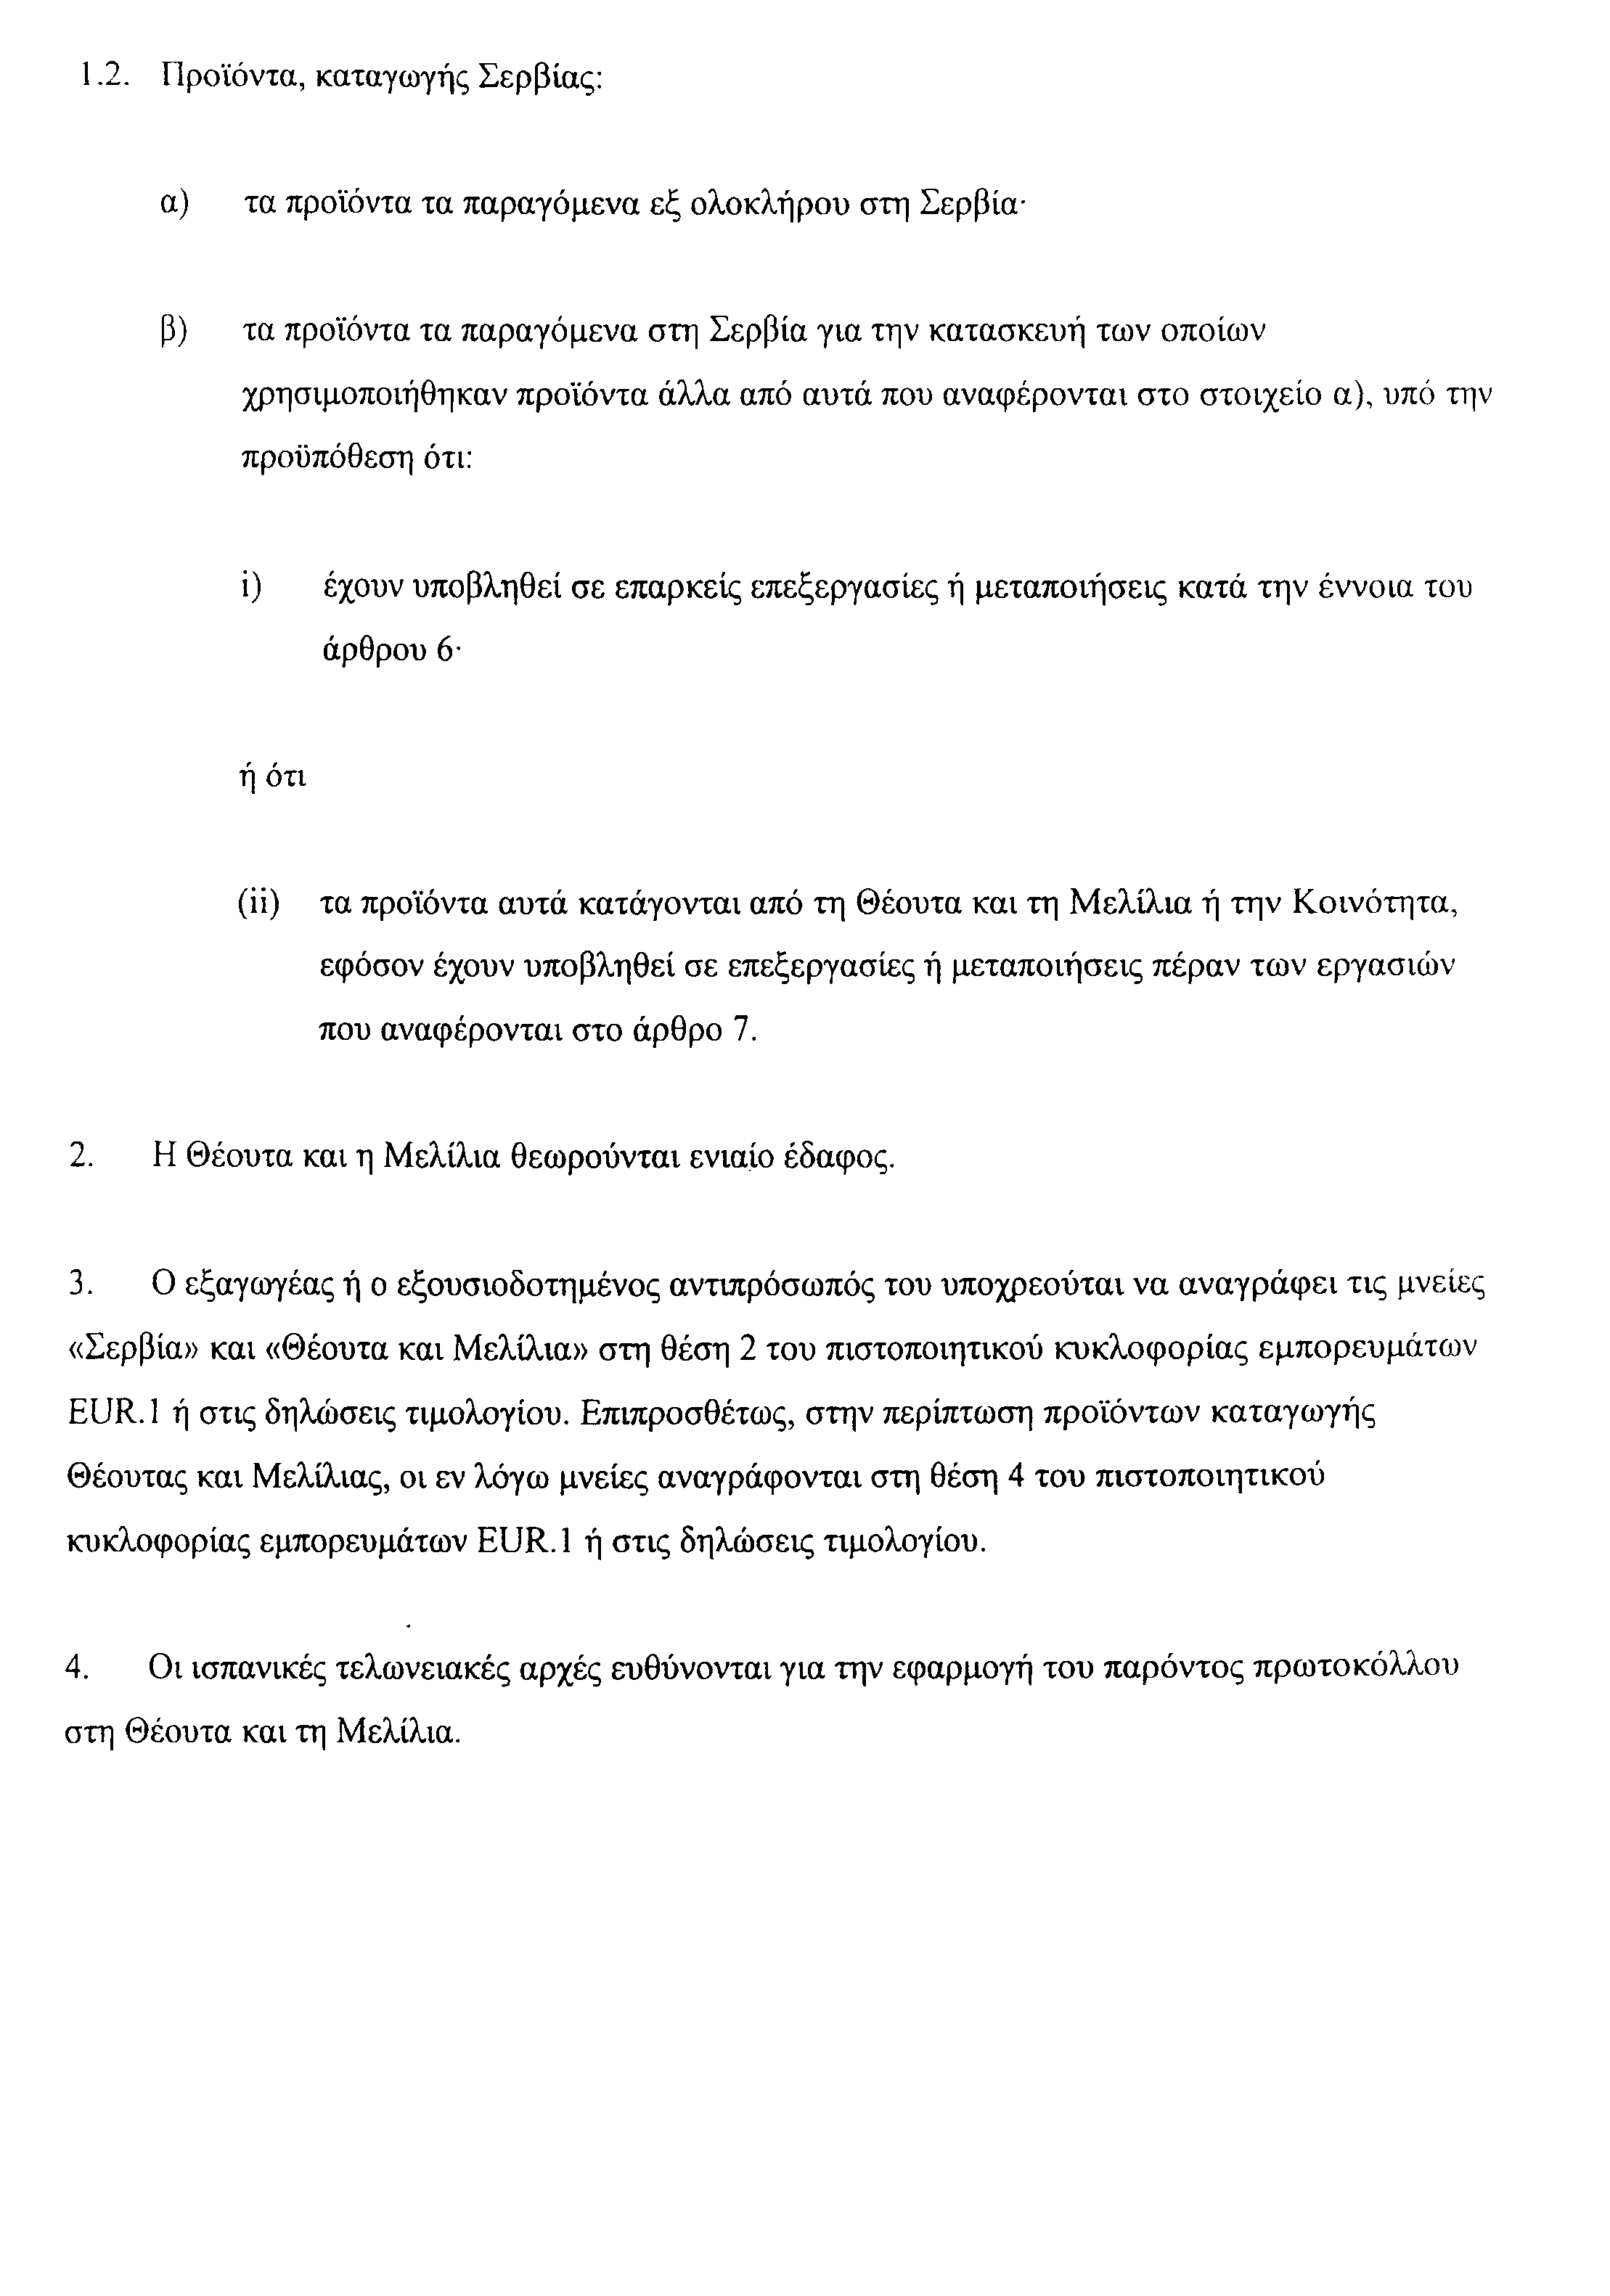 1.2. Προϊόντα, καταγωγής Σερβίας:
α) τα προϊόντα τα παραγόμενα εξ ολοκλήρου στη Σερβία·
β) τα προϊόντα τα παραγόμενα στη Σερβία για την κατασκευή των οποίων
χρησιμοποιήθηκαν προϊόντα άλλα από αυτά που αναφέρονται στο στοιχείο α), υπό την
προϋπόθεση ότι:
i) έχουν υποβληθεί σε επαρκείς επεξεργασίες ή μεταποιήσεις κατά την έννοια του
άρθρου 6·
ή ότι
(ii) τα προϊόντα αυτά κατάγονται από τη Θέουτα και τη Μελίλια ή την Κοινότητα,
εφόσον έχουν υποβληθεί σε επεξεργασίες ή μεταποιήσεις πέραν των εργασιών
που αναφέρονται στο άρθρο 7.
2. Η Θέουτα και η Μελίλια θεωρούνται ενιαίο έδαφος.
3. Ο εξαγωγέας ή ο εξουσιοδοτημένος αντιπρόσωπός του υποχρεούται να αναγράφει τις μνείες
«Σερβία» και «Θέουτα και Μελίλια» στη θέση 2 του πιστοποιητικού κυκλοφορίας εμπορευμάτων
EUR.1 ή στις δηλώσεις τιμολογίου. Επιπροσθέτως, στην περίπτωση προϊόντων καταγωγής
Θέουτας και Μελίλιας, οι εν λόγω μνείες αναγράφονται στη θέση 4 του πιστοποιητικού
κυκλοφορίας εμπορευμάτων EUR.1 ή στις δηλώσεις τιμολογίου.
4. Οι ισπανικές τελωνειακές αρχές ευθύνονται για την εφαρμογή του παρόντος πρωτοκόλλου
στη Θέουτα και τη Μελίλια.